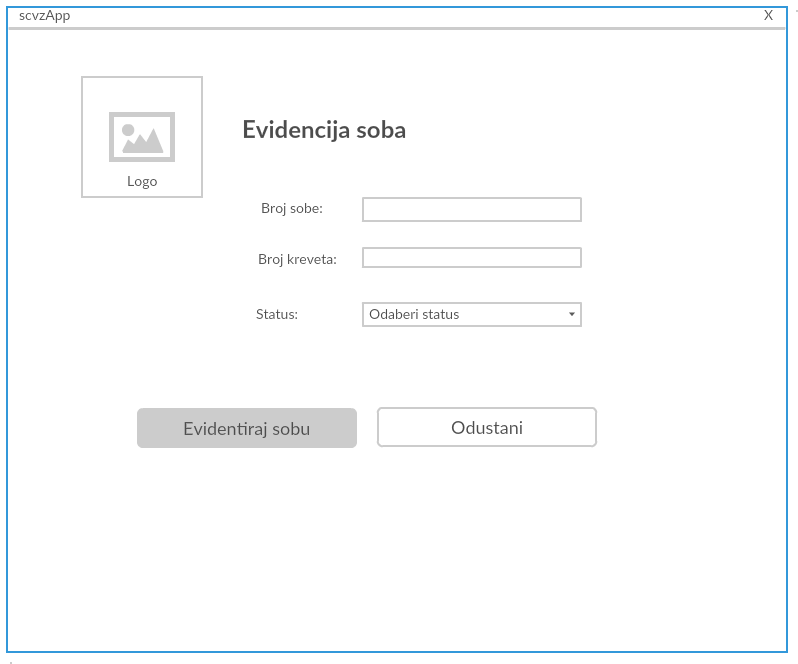 scvzApp X
Logo
Evidencija soba
Broj sobe:
Broj kreveta:
Status: Odaberi status
Evidentiraj sobu Odustani